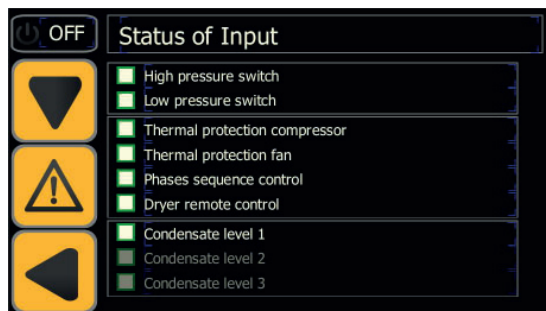 OFF
Status of Input
High pressure switch
Low pressure switch
Thermal protection compressor
Thermal protection fan
Phases sequence control
Dryer remote control
Condensate level 1
Condensate level 2
Condensate level 3